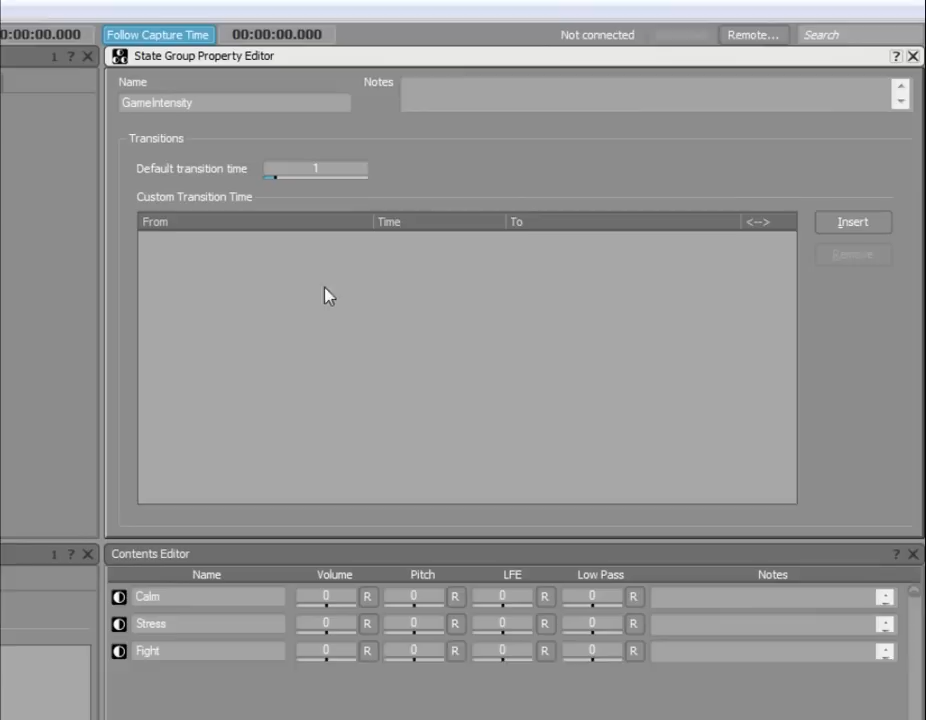 0:00:00.000 Follow Capture Time 00:00:00.000 Not connected Remote... Search
1 ? State Group Property Editor ?
Name Notes
GameIntensity
Transitions
Default transition time 1
Custom Transition Time
From Time To <--> Insert
Remove
1 ? Contents Editor ?
Name Volume Pitch LFE Low Pass Notes
Calm 0 R 0 R 0 R 0 R
Stress 0 R 0 R 0 R 0 R
Fight 0 R 0 R 0 R 0 R